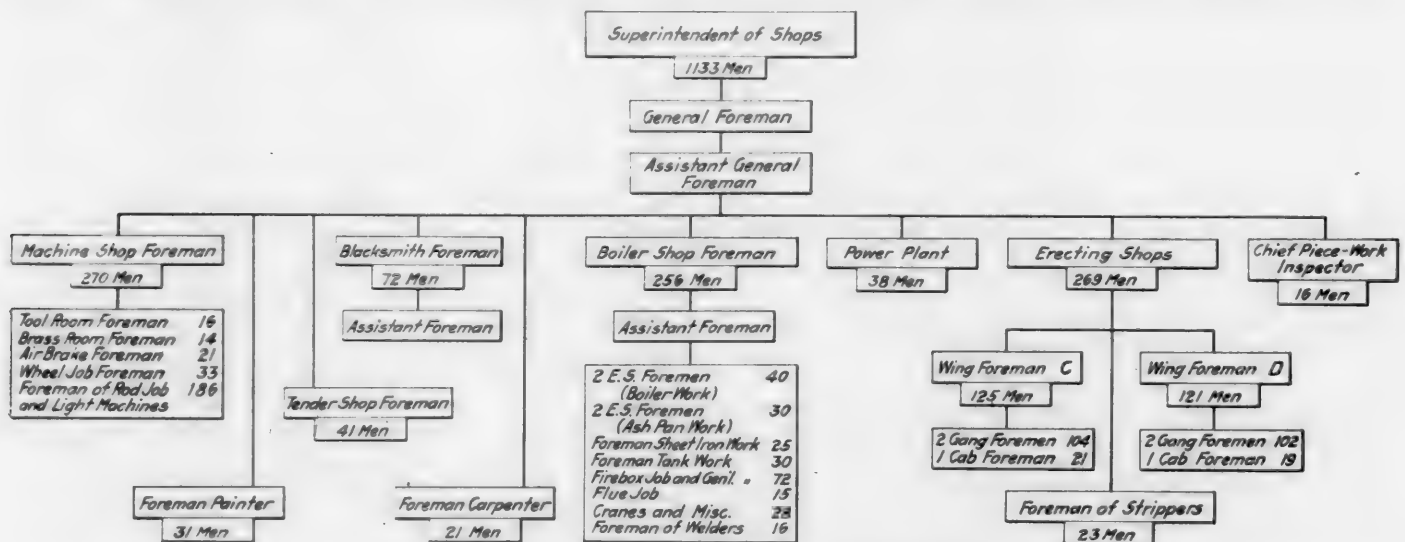 Superintendent of Shops
1133 Men
General Foreman
Assistant General
Foreman
Machine Shop Foreman
270 Men
Tool Room Foreman 16
Brass Room Foreman 14
Air Brake Foreman 21
Wheel Job Foreman 33
Foreman of Rod Job 186
and Light Machines
Foreman Painter
31 Men
Tender Shop Foreman
41 Men
Blacksmith Foreman
72 Men
Assistant Foreman
Foreman Carpenter
21 Men
Boiler Shop Foreman
256 Men
Assistant Foreman
2 E.S. Foremen 40
(Boiler Work)
2 E.S. Foremen 30
(Ash Pan Work)
Foreman Sheet Iron Work 25
Foreman Tank Work 30
Firebox Job and Genl. " 72
Flue Job 15
Cranes and Misc. 28
Foreman of Welders 16
Power Plant
38 Men
Erecting Shops
269 Men
Wing Foreman C
125 Men
2 Gang Foremen 104
1 Cab Foreman 21
Wing Foreman D
121 Men
2 Gang Foremen 102
1 Cab Foreman 19
Foreman of Strippers
23 Men
Chief Piece-Work
Inspector
16 Men